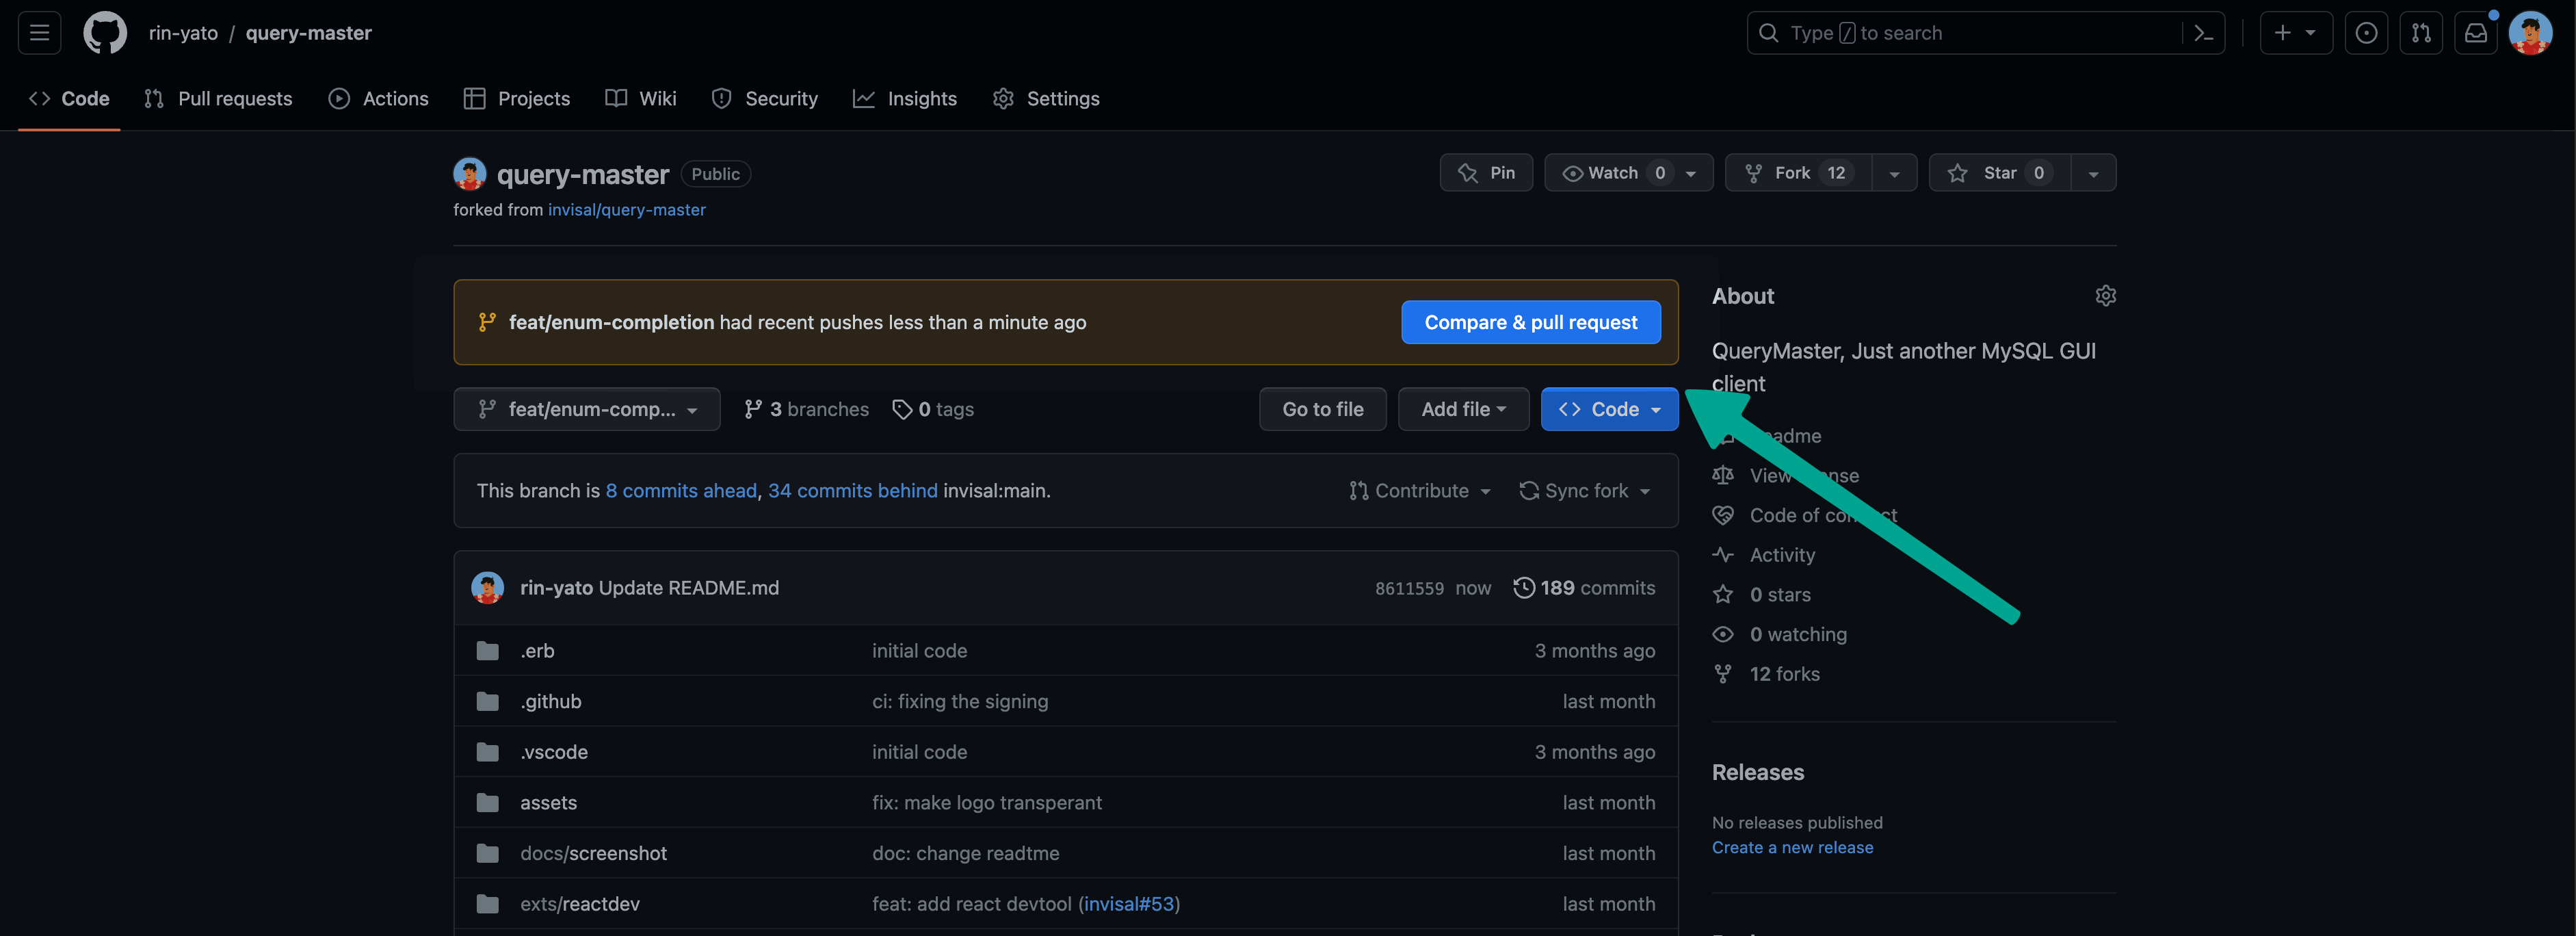 rin-yato / query-master
Type / to search
Code Pull requests Actions Projects Wiki Security Insights Settings
query-master Public
Pin Watch 0 Fork 12 Star 0
forked from invisal/query-master
feat/enum-completion had recent pushes less than a minute ago Compare & pull request
feat/enum-comp... 3 branches 0 tags Go to file Add file Code
This branch is 8 commits ahead, 34 commits behind invisal:main. Contribute Sync fork
rin-yato Update README.md 8611559 now 189 commits
.erb initial code 3 months ago
.github ci: fixing the signing last month
.vscode initial code 3 months ago
assets fix: make logo transperant last month
docs/screenshot doc: change readtme last month
exts/reactdev feat: add react devtool (invisal#53) last month
About
QueryMaster, Just another MySQL GUI
client
View
Code of
Activity
0 stars
0 watching
12 forks
Releases
No releases published
Create a new release